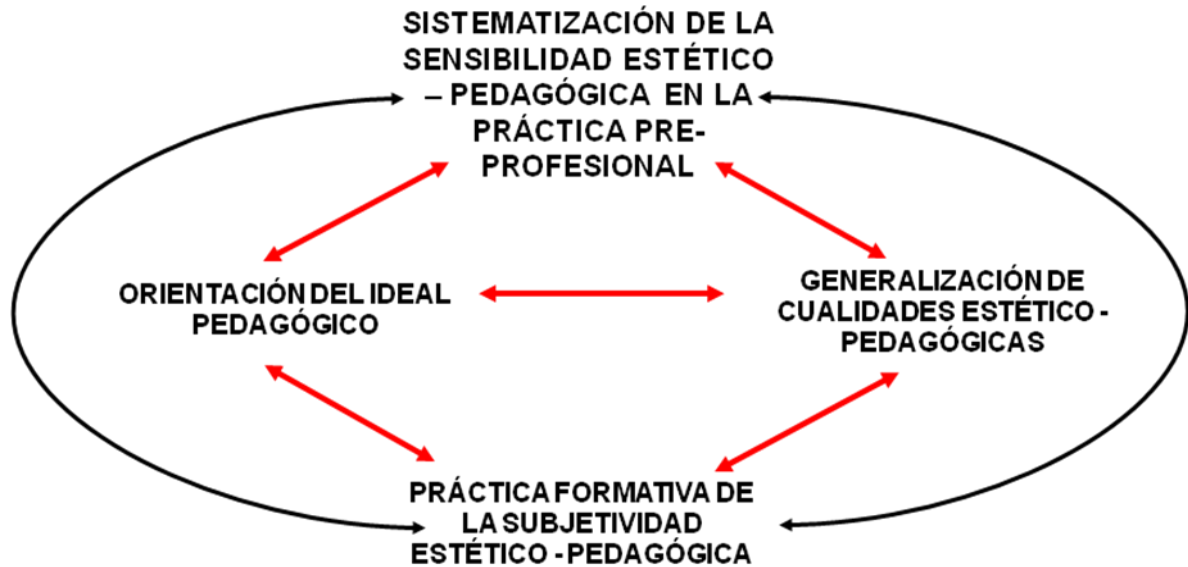 SISTEMATIZACIÓN DE LA
SENSIBILIDAD ESTÉTICO
– PEDAGÓGICA EN LA
PRÁCTICA PRE-
PROFESIONAL
ORIENTACIÓN DEL IDEAL
PEDAGÓGICO
GENERALIZACIÓN DE
CUALIDADES ESTÉTICO -
PEDAGÓGICAS
PRÁCTICA FORMATIVA DE
LA SUBJETIVIDAD
ESTÉTICO - PEDAGÓGICA